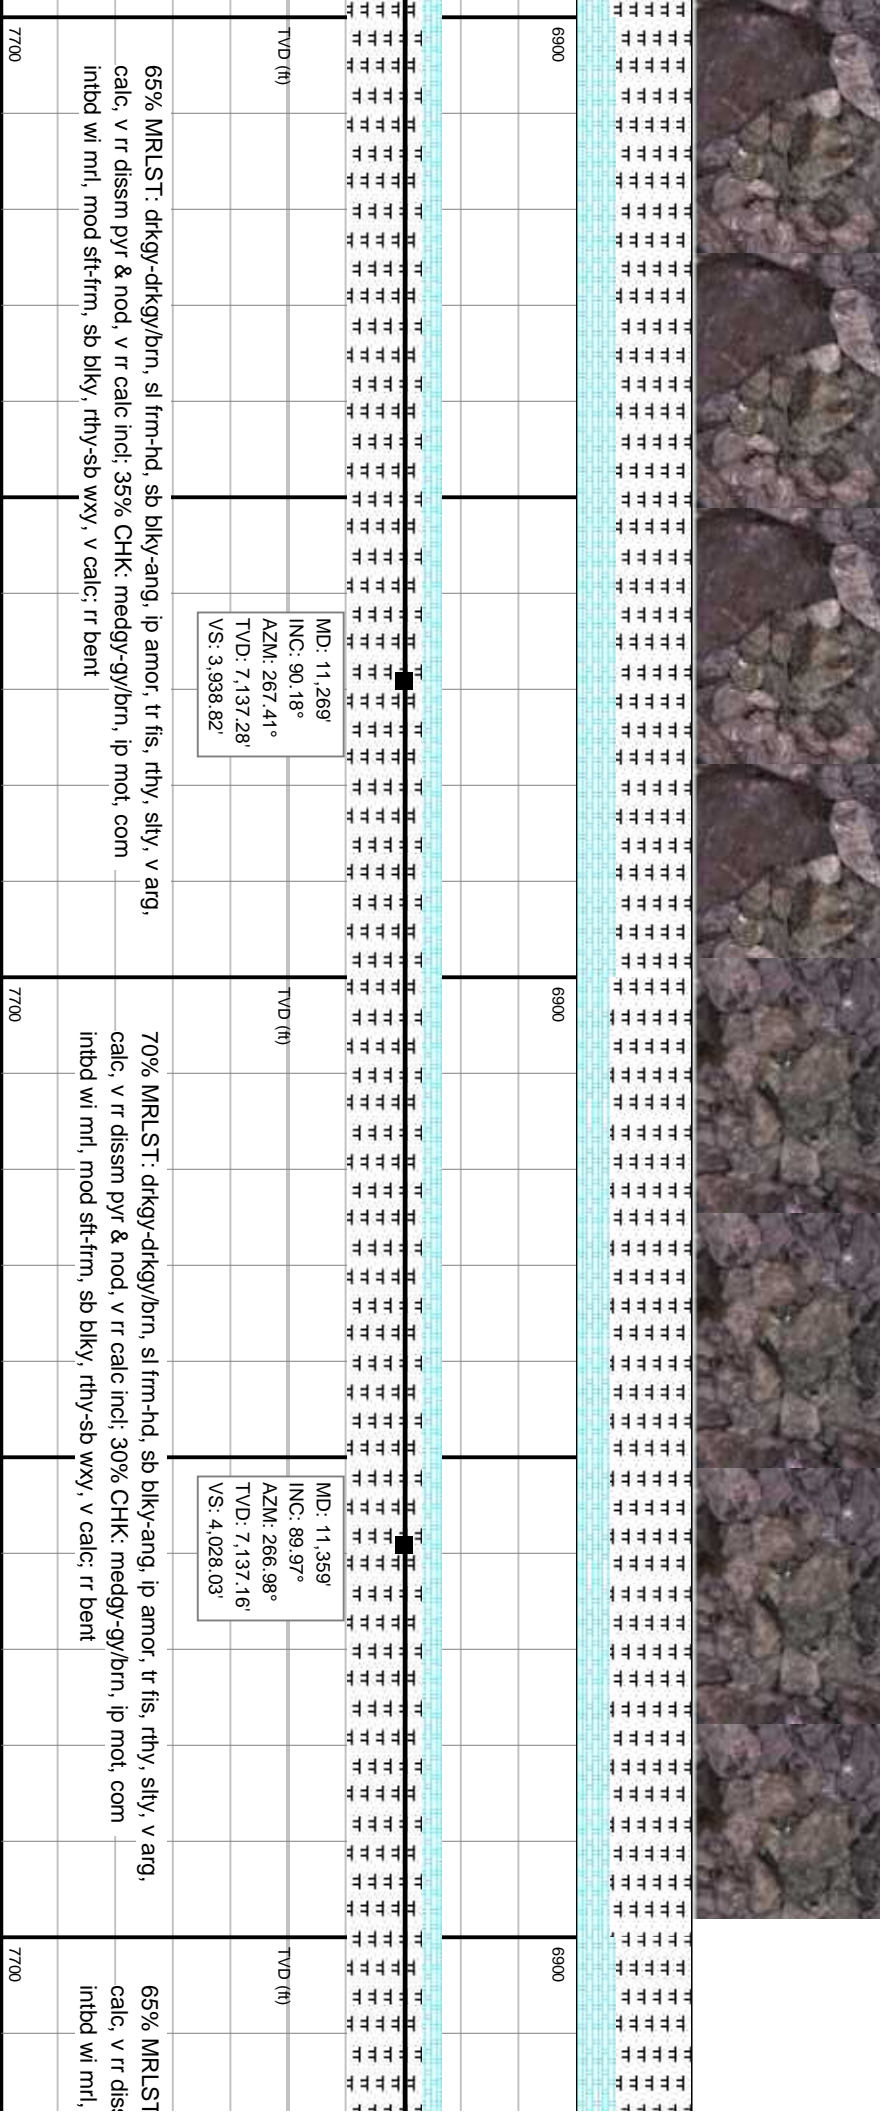 6900
TVD (ft)
7700
65% MRLST: drkgy-drkgy/brn, sl frm-hd, sb blky-ang, ip amor, tr fis, rthy, slty, v arg,
calc, v rr dissm pyr & nod, v rr calc incl; 35% CHK: medgy-gy/brn, ip mot, com
intbd wi mrl, mod sft-frm, sb blky, rthy-sb wxy, v calc; rr bent
MD: 11,269'
INC: 90.18°
AZM: 267.41°
TVD: 7,137.28'
VS: 3,938.82'
6900
TVD (ft)
7700
70% MRLST: drkgy-drkgy/brn, sl frm-hd, sb blky-ang, ip amor, tr fis, rthy, slty, v arg,
calc, v rr dissm pyr & nod, v rr calc incl; 30% CHK: medgy-gy/brn, ip mot, com
intbd wi mrl, mod sft-frm, sb blky, rthy-sb wxy, v calc; rr bent
MD: 11,359'
INC: 89.97°
AZM: 266.98°
TVD: 7,137.16'
VS: 4,028.03'
6900
TVD (ft)
7700
65% MRLST
calc, v rr diss
intbd wi mrl,